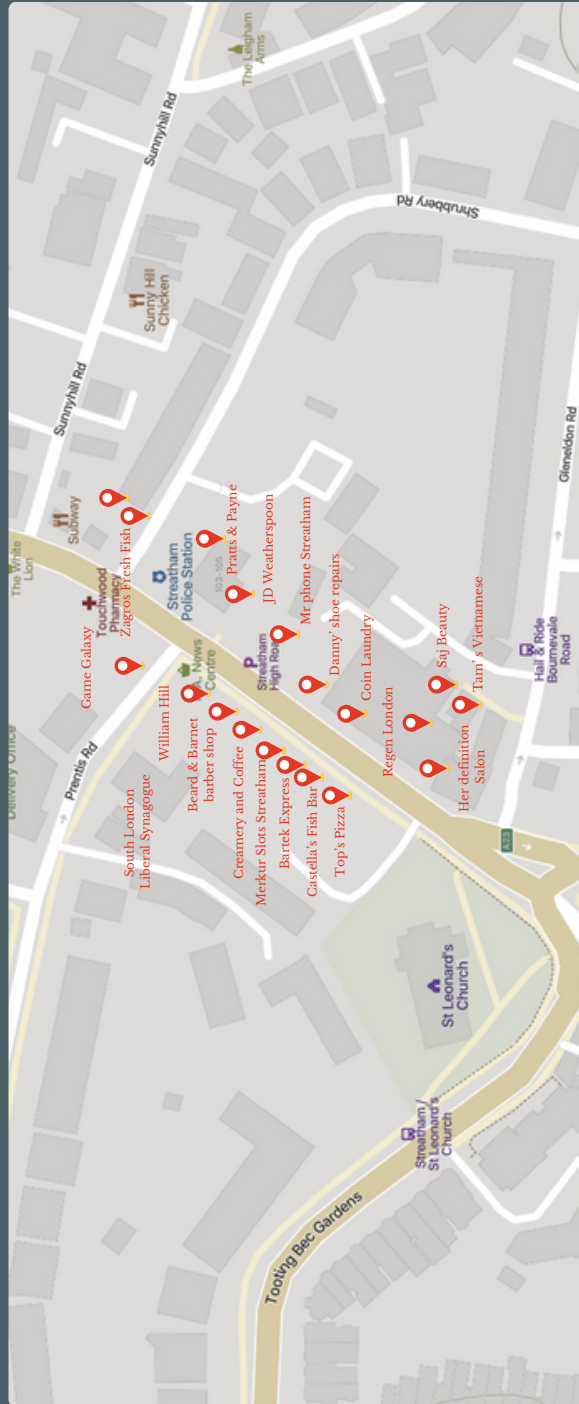 The Leigham
Arms
Sunnyhill Rd
Shrubbery Rd
Sunny Hill
Chicken
Sunnyhill Rd
Gleneldon Rd
Subway
The White
Lion
Touchwood
Pharmacy
Zagros Fresh Fish
Streatham
Police Station
103-105
Pratts & Payne
JD Weatherspoon
Mr phone Streatham
Danny' shoe repairs
Coin Laundry
Regen London
Saj Beauty
Tam's Vietnamese
Her definition
Salon
Hail & Ride
Bournevale
Road
Streatham
High Road
News
Centre
Game Galaxy
William Hill
Beard & Barnet
barber shop
Creamery and Coffee
Merkur Slots Streatham
Bartek Express
Castella's Fish Bar
Top's Pizza
Delivery Office
Prentis Rd
South London
Liberal Synagogue
A23
St Leonard's
Church
Streatham /
St Leonard's
Church
Tooting Bec Gardens